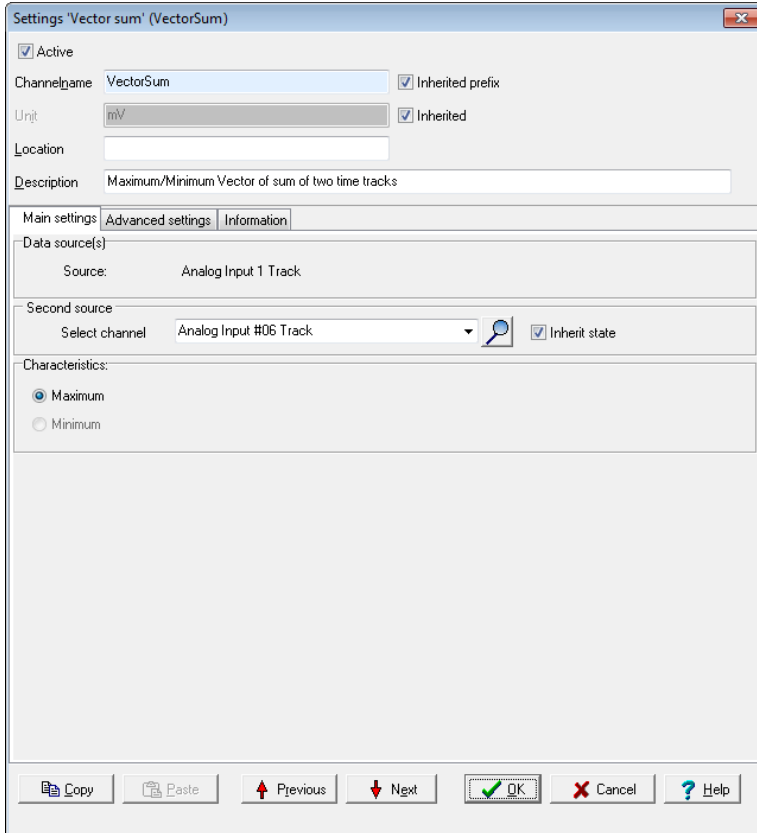 Settings 'Vector sum' (VectorSum)
Active
Channelname VectorSum Inherited prefix
Unit mV Inherited
Location
Description Maximum/Minimum Vector of sum of two time tracks
Main settings Advanced settings Information
Data source(s)
Source: Analog Input 1 Track
Second source
Select channel Analog Input #06 Track Inherit state
Characteristics:
Maximum
Minimum
Copy Paste Previous Next OK Cancel Help